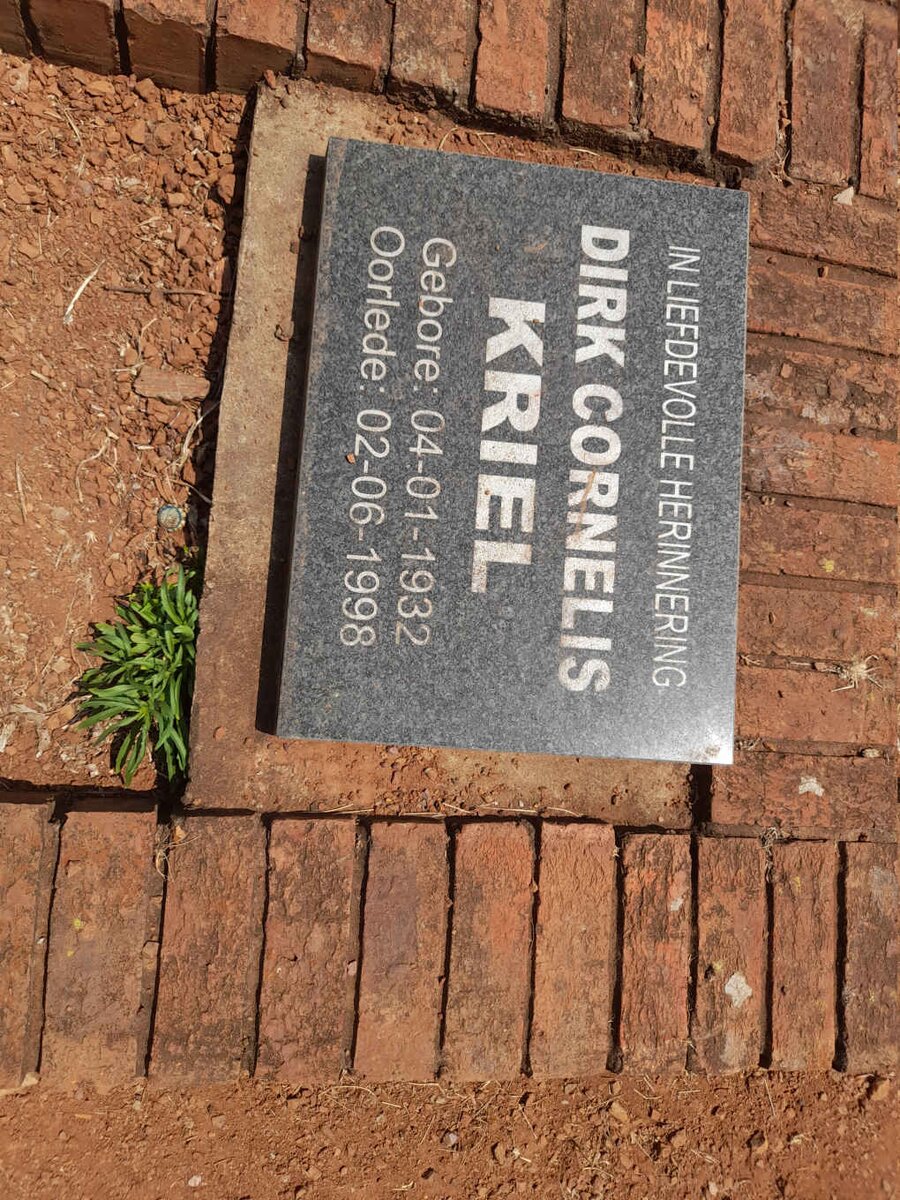 IN LIEFDEVOLLE HERINNERING
DIRK CORNELIS
KRIEL
Gebore: 04-01-1932
Oorlede: 02-06-1998